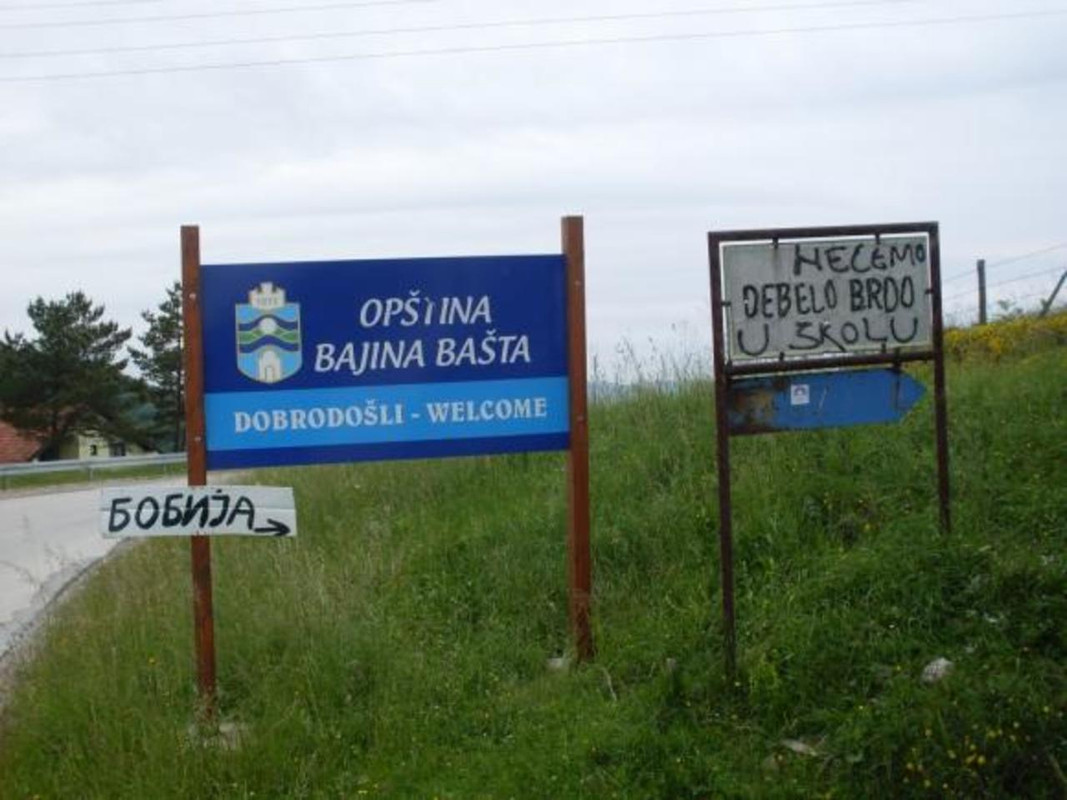 OPŠTINA
BAJINA BAŠTA
DOBRODOŠLI - WELCOME
БОБИЈА
NEĆEMO
DEBELO BRDO
U ŠKOLU